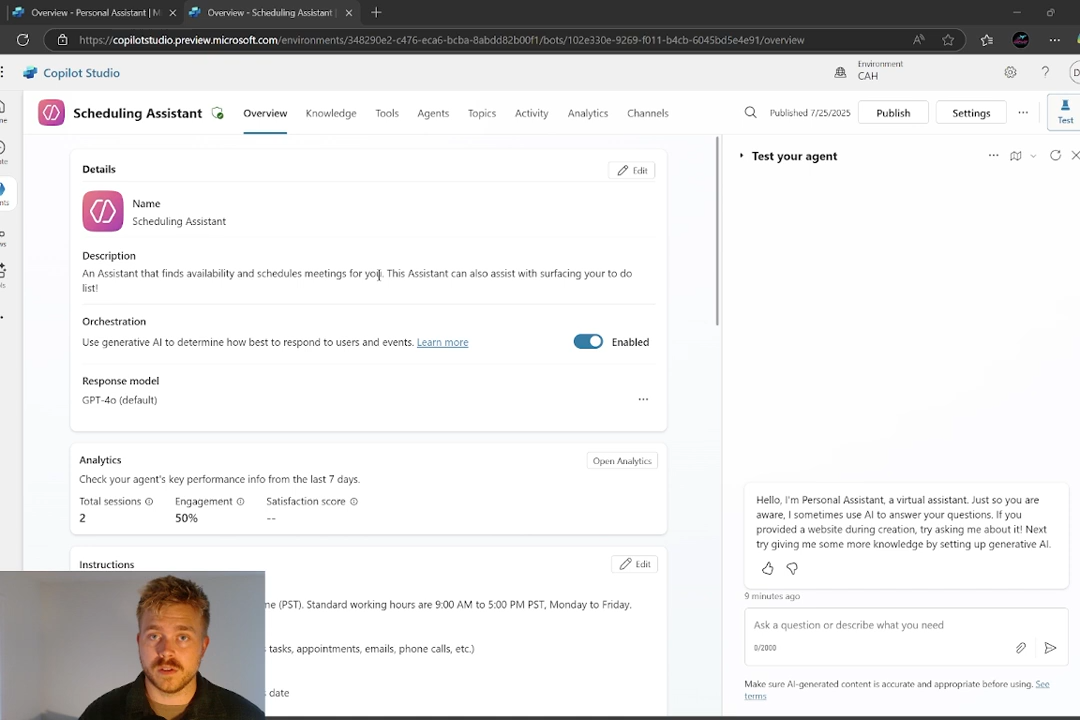 Overview - Personal Assistant | M
Overview - Scheduling Assistant
https://copilotstudio.preview.microsoft.com/environments/348290e2-c476-eca6-bcba-8abdd82b00f1/bots/102e330e-9269-f011-b4cb-6045bd5e4e91/overview
Copilot Studio
Environment
CAH
Scheduling Assistant
Overview
Knowledge
Tools
Agents
Topics
Activity
Analytics
Channels
Published 7/25/2025
Publish
Settings
Test
Details
Edit
Name
Scheduling Assistant
Description
An Assistant that finds availability and schedules meetings for you. This Assistant can also assist with surfacing your to do
list!
Orchestration
Use generative AI to determine how best to respond to users and events. Learn more
Enabled
Response model
GPT-4o (default)
Analytics
Open Analytics
Check your agent's key performance info from the last 7 days.
Total sessions
Engagement
Satisfaction score
2
50%
--
Instructions
Edit
(PST). Standard working hours are 9:00 AM to 5:00 PM PST, Monday to Friday.
tasks, appointments, emails, phone calls, etc.)
date
Test your agent
Hello, I'm Personal Assistant, a virtual assistant. Just so you are
aware, I sometimes use AI to answer your questions. If you
provided a website during creation, try asking me about it! Next
try giving me some more knowledge by setting up generative AI.
9 minutes ago
Ask a question or describe what you need
0/2000
Make sure AI-generated content is accurate and appropriate before using. See
terms